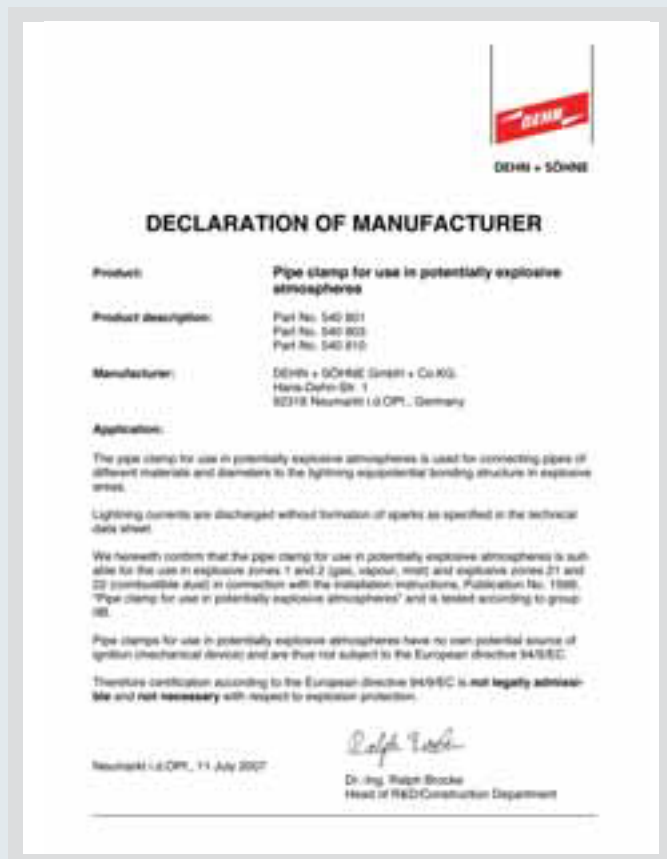 DEHN
DEHN + SÖHNE
DECLARATION OF MANUFACTURER
Product: Pipe clamp for use in potentially explosive
atmospheres
Product description: Part No. 540 801
Part No. 540 803
Part No. 540 810
Manufacturer: DEHN + SÖHNE GmbH + Co.KG.
Hans-Dehn-Str. 1
92318 Neumarkt i.d.OPf., Germany
Application:
The pipe clamp for use in potentially explosive atmospheres is used for connecting pipes of
different materials and diameters to the lightning equipotential bonding structure in explosive
areas.
Lightning currents are discharged without formation of sparks as specified in the technical
data sheet.
We herewith confirm that the pipe clamp for use in potentially explosive atmospheres is suit-
able for the use in explosive zones 1 and 2 (gas, vapour, mist) and explosive zones 21 and
22 (combustible dust) in connection with the installation instructions, Publication No.
"Pipe clamp for use in potentially explosive atmospheres" and is tested according to group
IIB.
Pipe clamps for use in potentially explosive atmospheres have no own potential source of
ignition (mechanical device) and are thus not subject to the European directive 94/9/EC.
Therefore certification according to the European directive 94/9/EC is not legally admissi-
ble and not necessary with respect to explosion protection.
Neumarkt i.d.OPf., 11 July 2007
Dr.-Ing. Ralph Brocke
Head of R&D/Construction Department